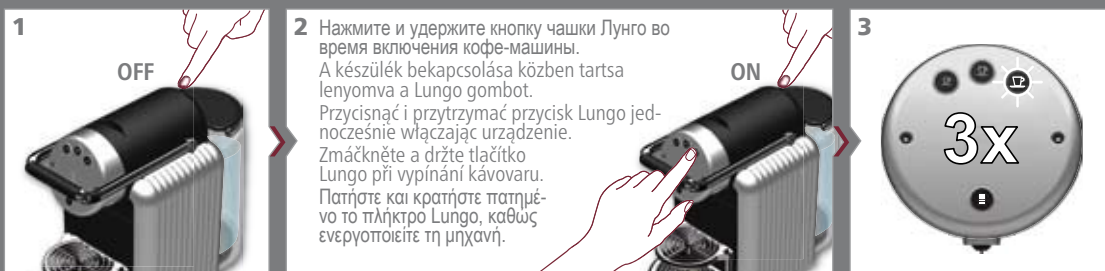 1
OFF
2
Нажмите и удержите кнопку чашки Лунго во
время включения кофе-машины.
A készülék bekapcsolása közben tartsa
lenyomva a Lungo gombot.
Przycisnąć i przytrzymać przycisk Lungo jed-
nocześnie włączając urządzenie.
Zmáčkněte a držte tlačítko
Lungo při vypínání kávovaru.
Πατήστε και κρατήστε πατημέ-
νο το πλήκτρο Lungo, καθώς
ενεργοποιείτε τη μηχανή.
ON
3
3x